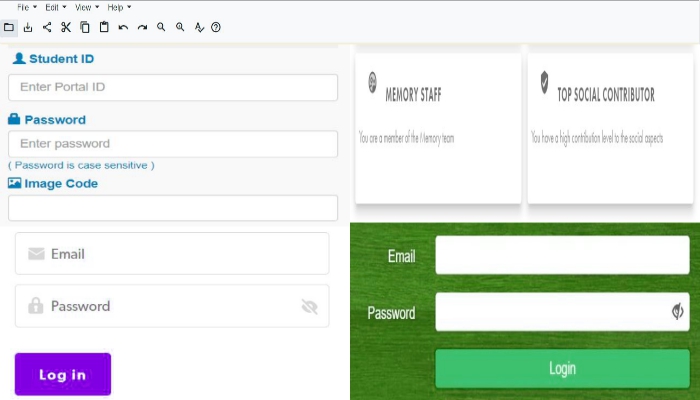 File Edit View Help
Student ID
Enter Portal ID
Password
Enter password
( Password is case sensitive )
Image Code
Email
Password
Log in
MEMORY STAFF
You are a member of the Memory team
TOP SOCIAL CONTRIBUTOR
You have a high contribution level to the social aspects
Email
Password
Login